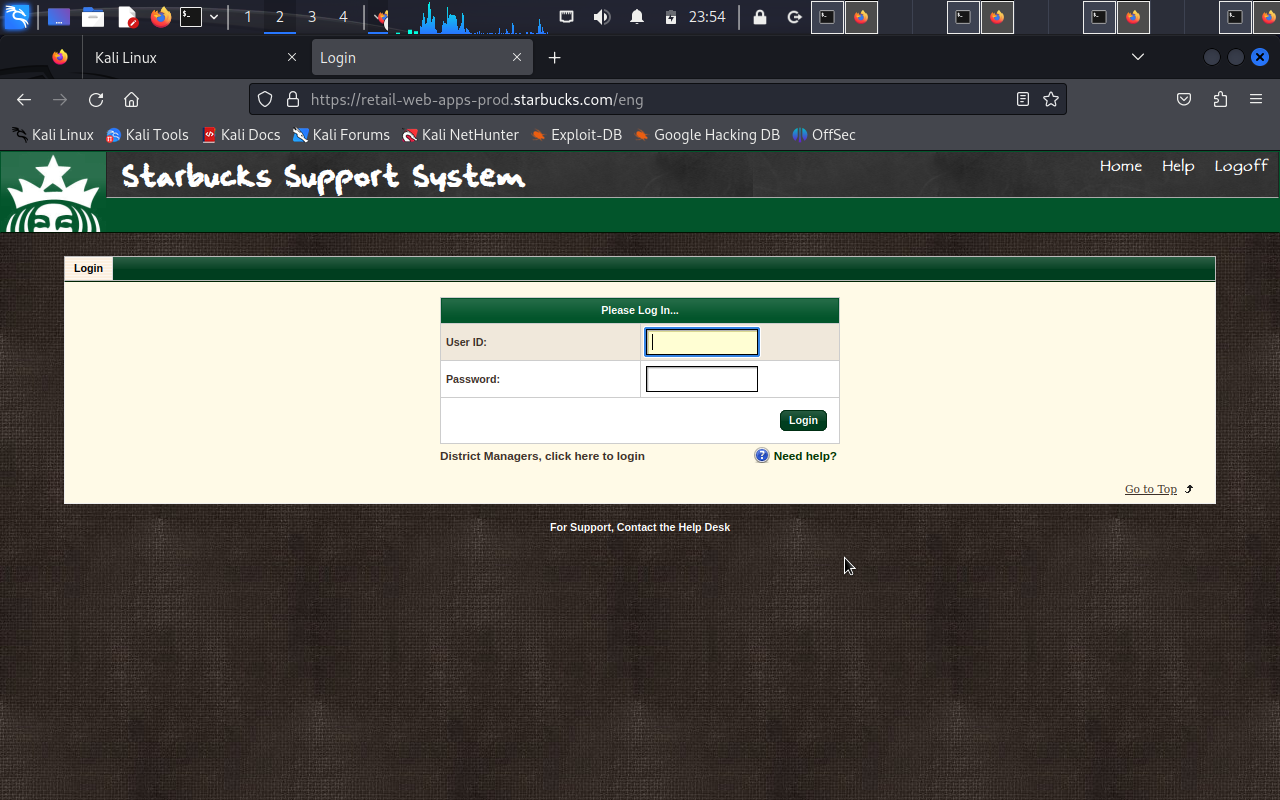 1 2 3 4 23:54
Kali Linux Login
https://retail-web-apps-prod.starbucks.com/eng
Kali Linux Kali Tools Kali Docs Kali Forums Kali NetHunter Exploit-DB Google Hacking DB OffSec
Starbucks Support System Home Help Logoff
Login
Please Log In...
User ID:
Password:
Login
District Managers, click here to login ? Need help?
Go to Top
For Support, Contact the Help Desk